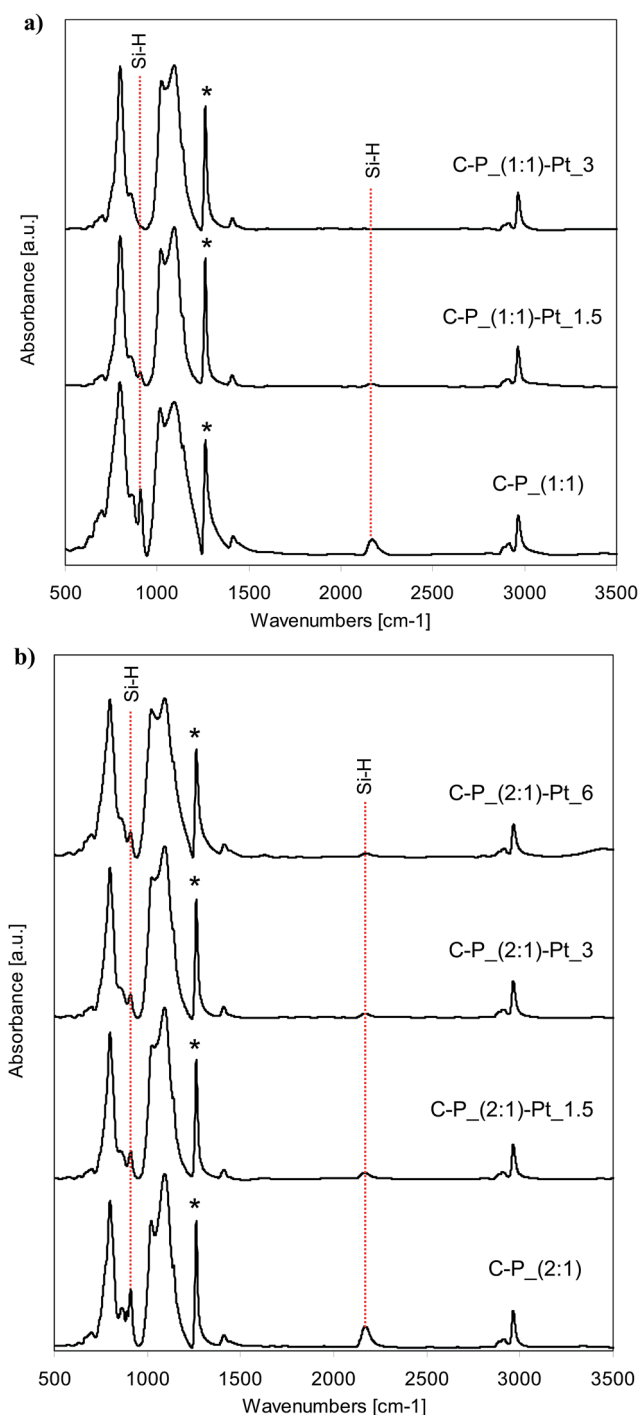 a)
Si-H
*
Si-H
C-P_(1:1)-Pt_3
*
C-P_(1:1)-Pt_1.5
*
C-P_(1:1)
Absorbance [a.u.]
500 1000 1500 2000 2500 3000 3500
Wavenumbers [cm-1]
b)
Si-H
*
Si-H
C-P_(2:1)-Pt_6
*
C-P_(2:1)-Pt_3
*
C-P_(2:1)-Pt_1.5
*
C-P_(2:1)
Absorbance [a.u.]
500 1000 1500 2000 2500 3000 3500
Wavenumbers [cm-1]